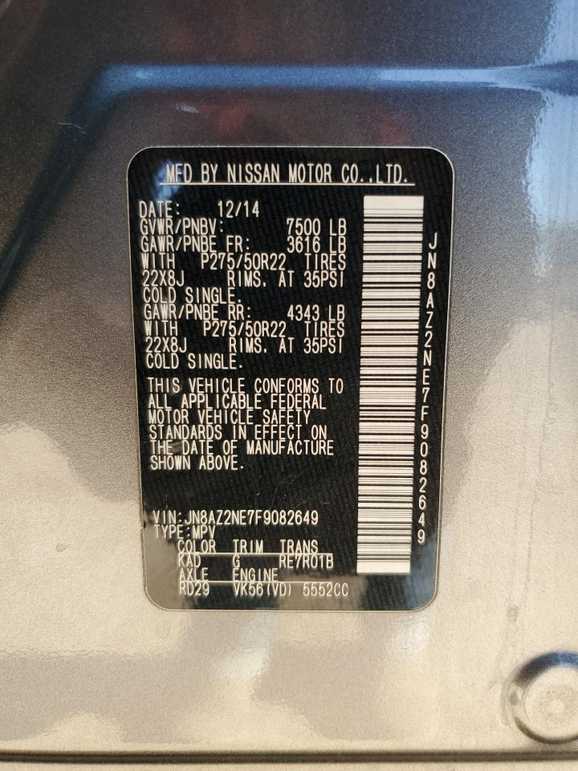 MFD BY NISSAN MOTOR CO.,LTD.
DATE: 12/14
GVWR/PNBV: 7500 LB
GAWR/PNBE FR: 3616 LB
WITH P275/50R22 TIRES
22X8J RIMS. AT 35PSI
COLD SINGLE.
GAWR/PNBE RR: 4343 LB
WITH P275/50R22 TIRES
22X8J RIMS. AT 35PSI
COLD SINGLE.
THIS VEHICLE CONFORMS TO
ALL APPLICABLE FEDERAL
MOTOR VEHICLE SAFETY
STANDARDS IN EFFECT ON
THE DATE OF MANUFACTURE
SHOWN ABOVE.
VIN:JN8AZ2NE7F9082649
TYPE:MPV
COLOR TRIM TRANS
KAD G RE7R01B
AXLE ENGINE
RD29 VK56(VD) 5552CC
JN8AZ2NE7F9082649